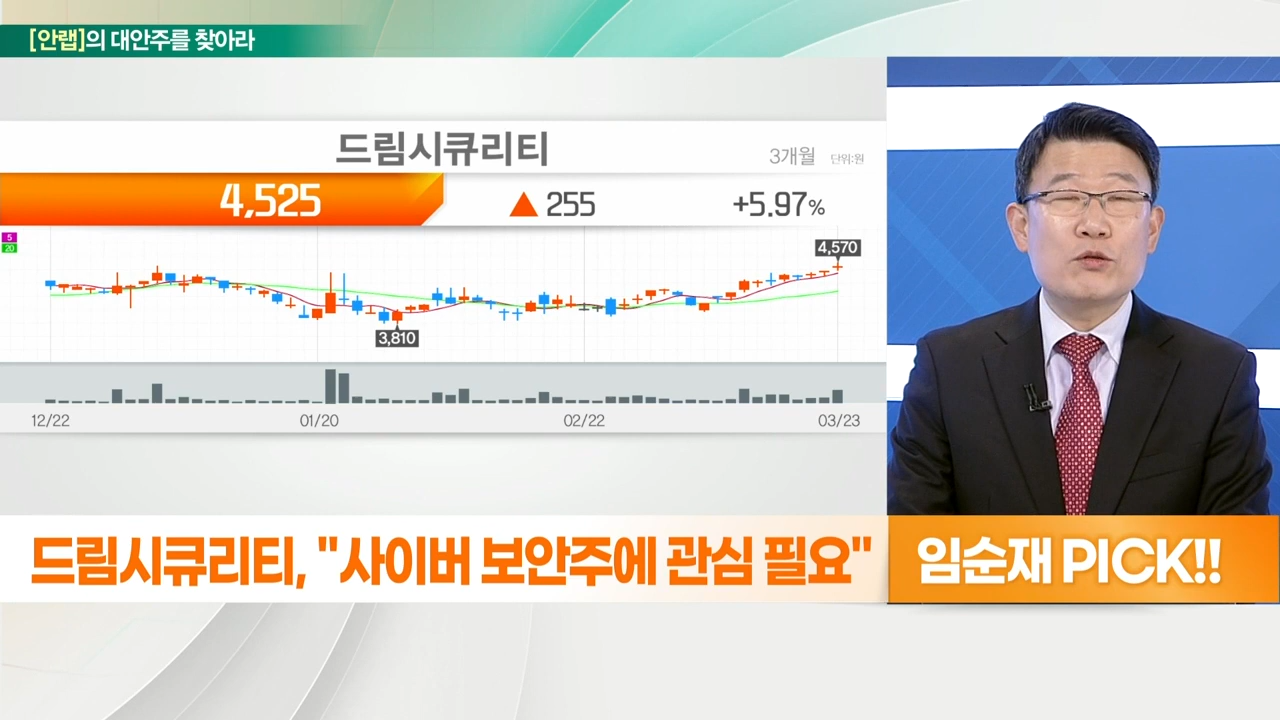 [안랩]의 대안주를 찾아라
드림시큐리티
3개월 단위:원
4,525 ▲ 255 +5.97%
5
20
4,570
3,810
12/22 01/20 02/22 03/23
드림시큐리티, "사이버 보안주에 관심 필요"
임순재 PICK!!